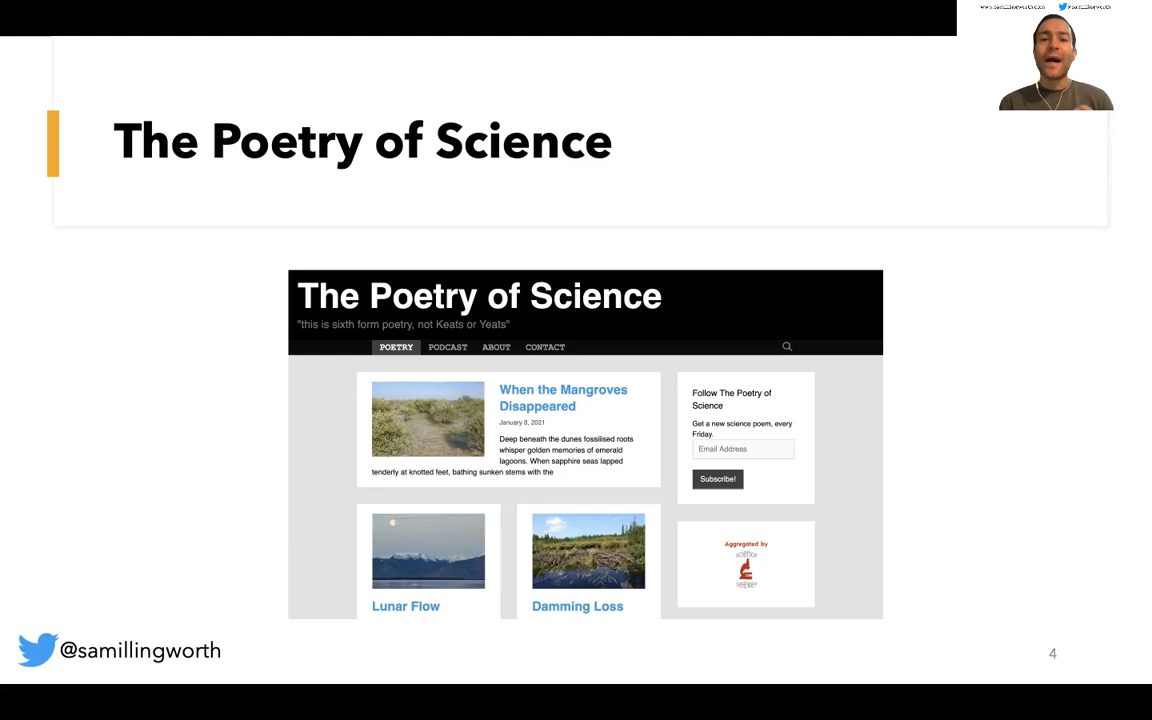 www.samillingworth.com @samillingworth
The Poetry of Science
The Poetry of Science
"this is sixth form poetry, not Keats or Yeats"
POETRY PODCAST ABOUT CONTACT
When the Mangroves
Disappeared
January 8, 2021
Deep beneath the dunes fossilised roots
whisper golden memories of emerald
lagoons. When sapphire seas lapped
tenderly at knotted feet, bathing sunken stems with the
Follow The Poetry of
Science
Get a new science poem, every
Friday.
Email Address
Subscribe!
Lunar Flow
Damming Loss
Aggregated by
science
seeker
@samillingworth
4